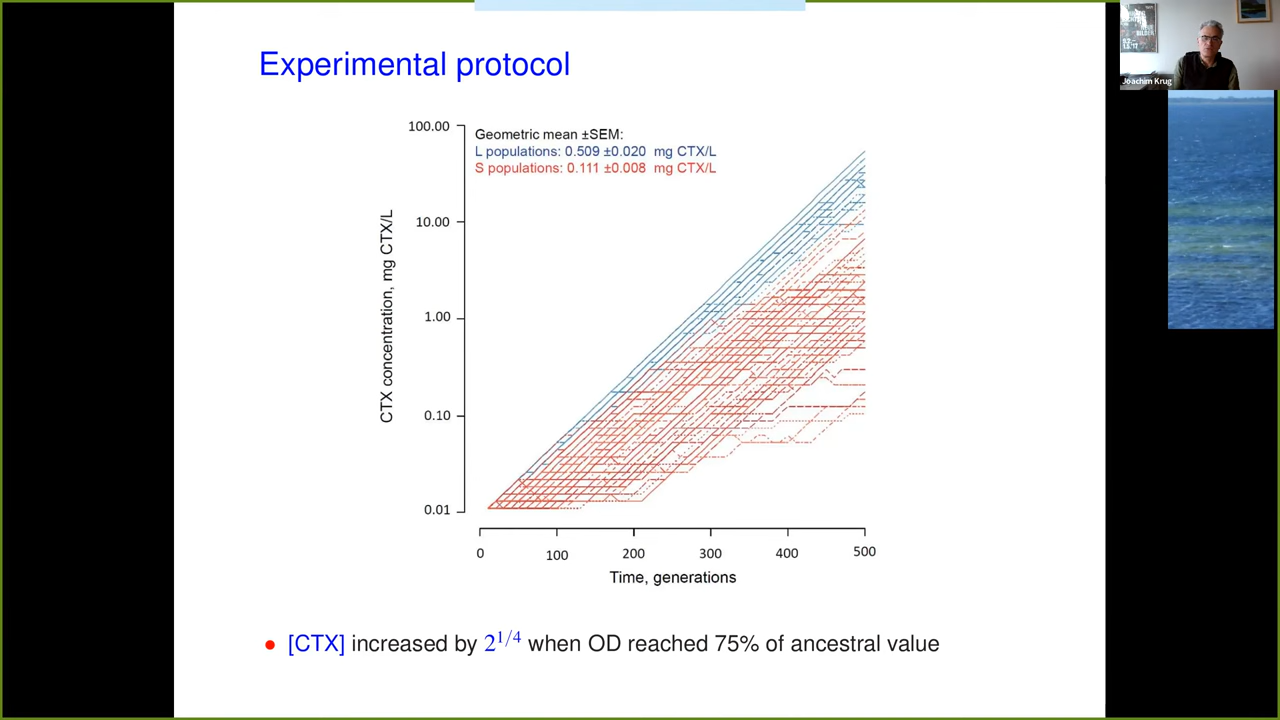 Experimental protocol
Geometric mean ±SEM:
L populations: 0.509 ±0.020 mg CTX/L
S populations: 0.111 ±0.008 mg CTX/L
CTX concentration, mg CTX/L
100.00
10.00
1.00
0.10
0.01
0 100 200 300 400 500
Time, generations
• [CTX] increased by 2^{1/4} when OD reached 75% of ancestral value
Joachim Krug